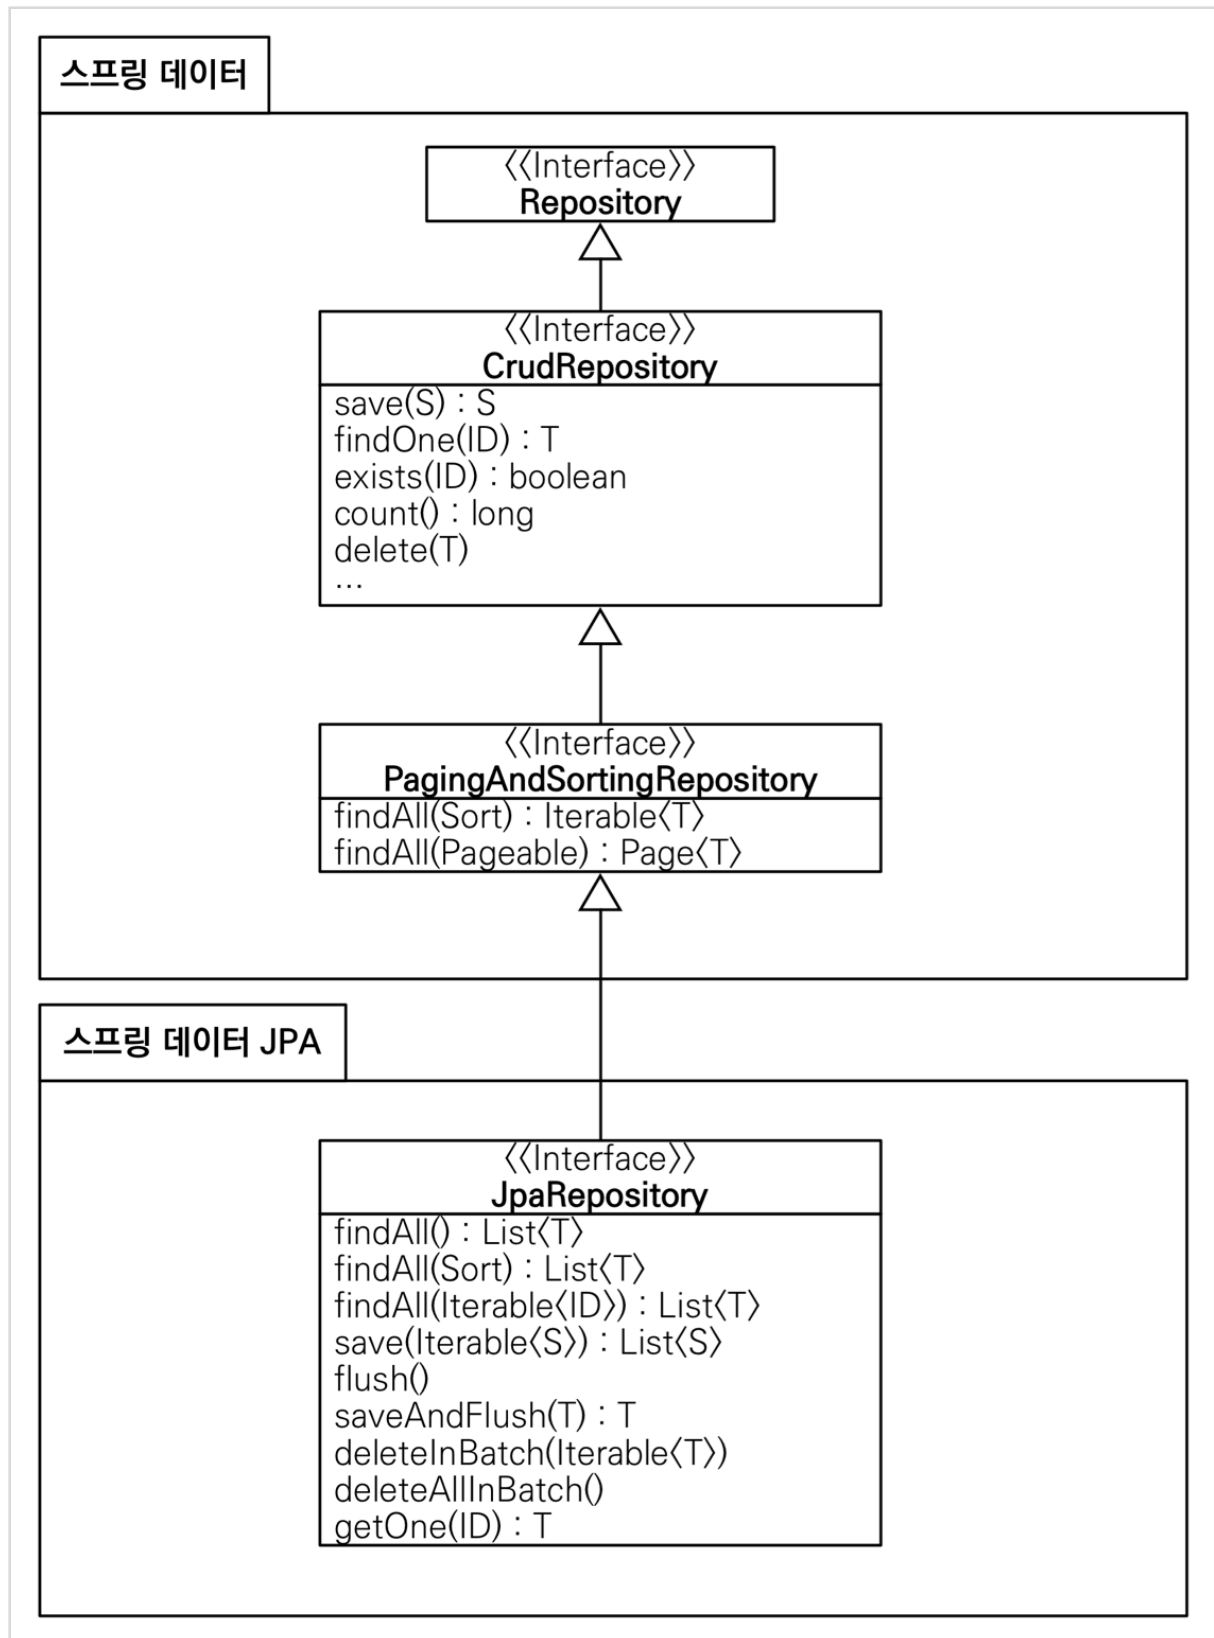 스프링 데이터
〈〈Interface〉〉
Repository
〈〈Interface〉〉
CrudRepository
save(S) : S
findOne(ID) : T
exists(ID) : boolean
count() : long
delete(T)
...
〈〈Interface〉〉
PagingAndSortingRepository
findAll(Sort) : Iterable〈T〉
findAll(Pageable) : Page〈T〉
스프링 데이터 JPA
〈〈Interface〉〉
JpaRepository
findAll() : List〈T〉
findAll(Sort) : List〈T〉
findAll(Iterable〈ID〉) : List〈T〉
save(Iterable〈S〉) : List〈S〉
flush()
saveAndFlush(T) : T
deleteInBatch(Iterable〈T〉)
deleteAllInBatch()
getOne(ID) : T